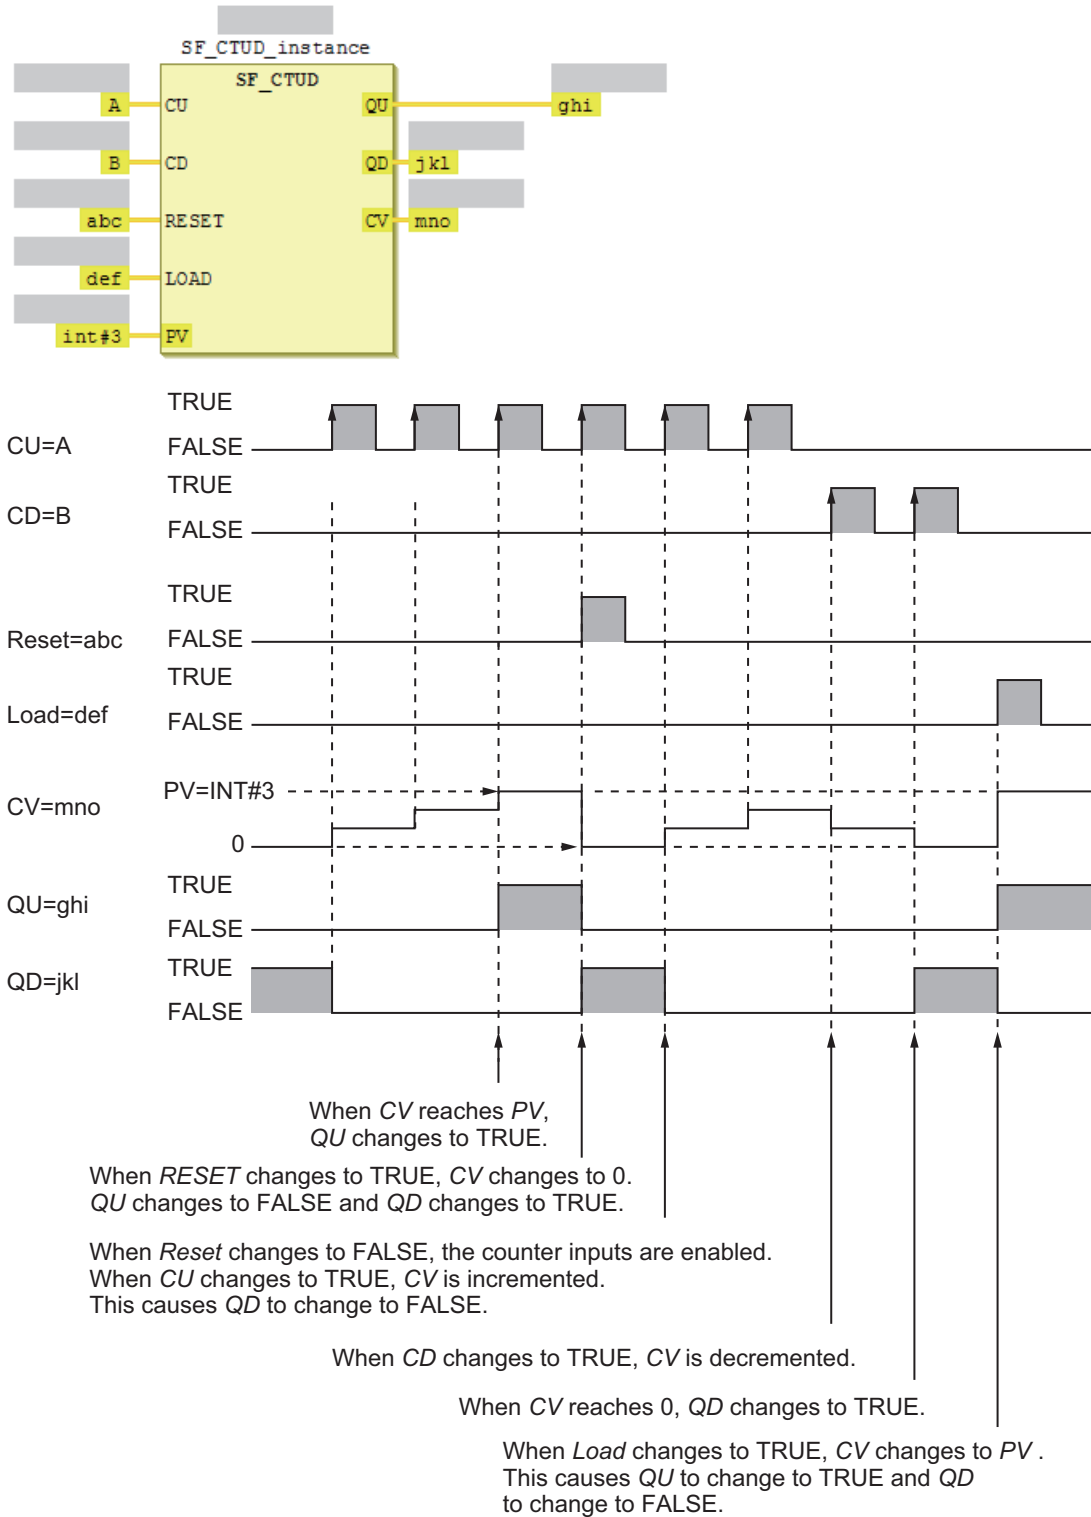 SF_CTUD_instance
SF_CTUD
A CU QU ghi
B CD QD jkl
abc RESET CV mno
def LOAD
int#3 PV
TRUE
CU=A FALSE
TRUE
CD=B
FALSE
TRUE
Reset=abc FALSE
TRUE
Load=def FALSE
PV=INT#3
CV=mno
0
TRUE
QU=ghi
FALSE
TRUE
QD=jkl
FALSE
When CV reaches PV,
QU changes to TRUE.
When RESET changes to TRUE, CV changes to 0.
QU changes to FALSE and QD changes to TRUE.
When Reset changes to FALSE, the counter inputs are enabled.
When CU changes to TRUE, CV is incremented.
This causes QD to change to FALSE.
When CD changes to TRUE, CV is decremented.
When CV reaches 0, QD changes to TRUE.
When Load changes to TRUE, CV changes to PV .
This causes QU to change to TRUE and QD
to change to FALSE.